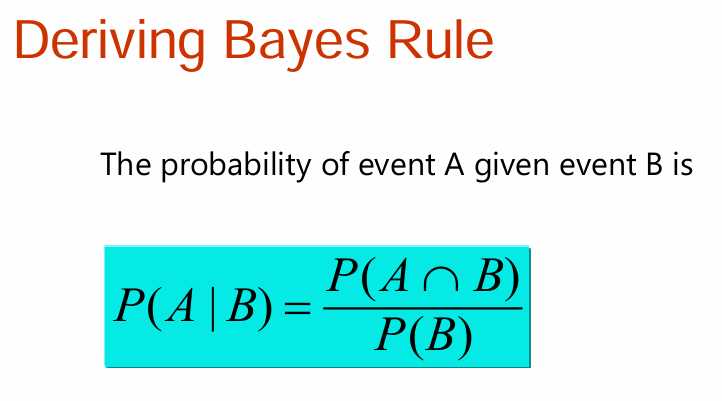 Deriving Bayes Rule
The probability of event A given event B is
P(A | B) = P(A ∩ B) / P(B)